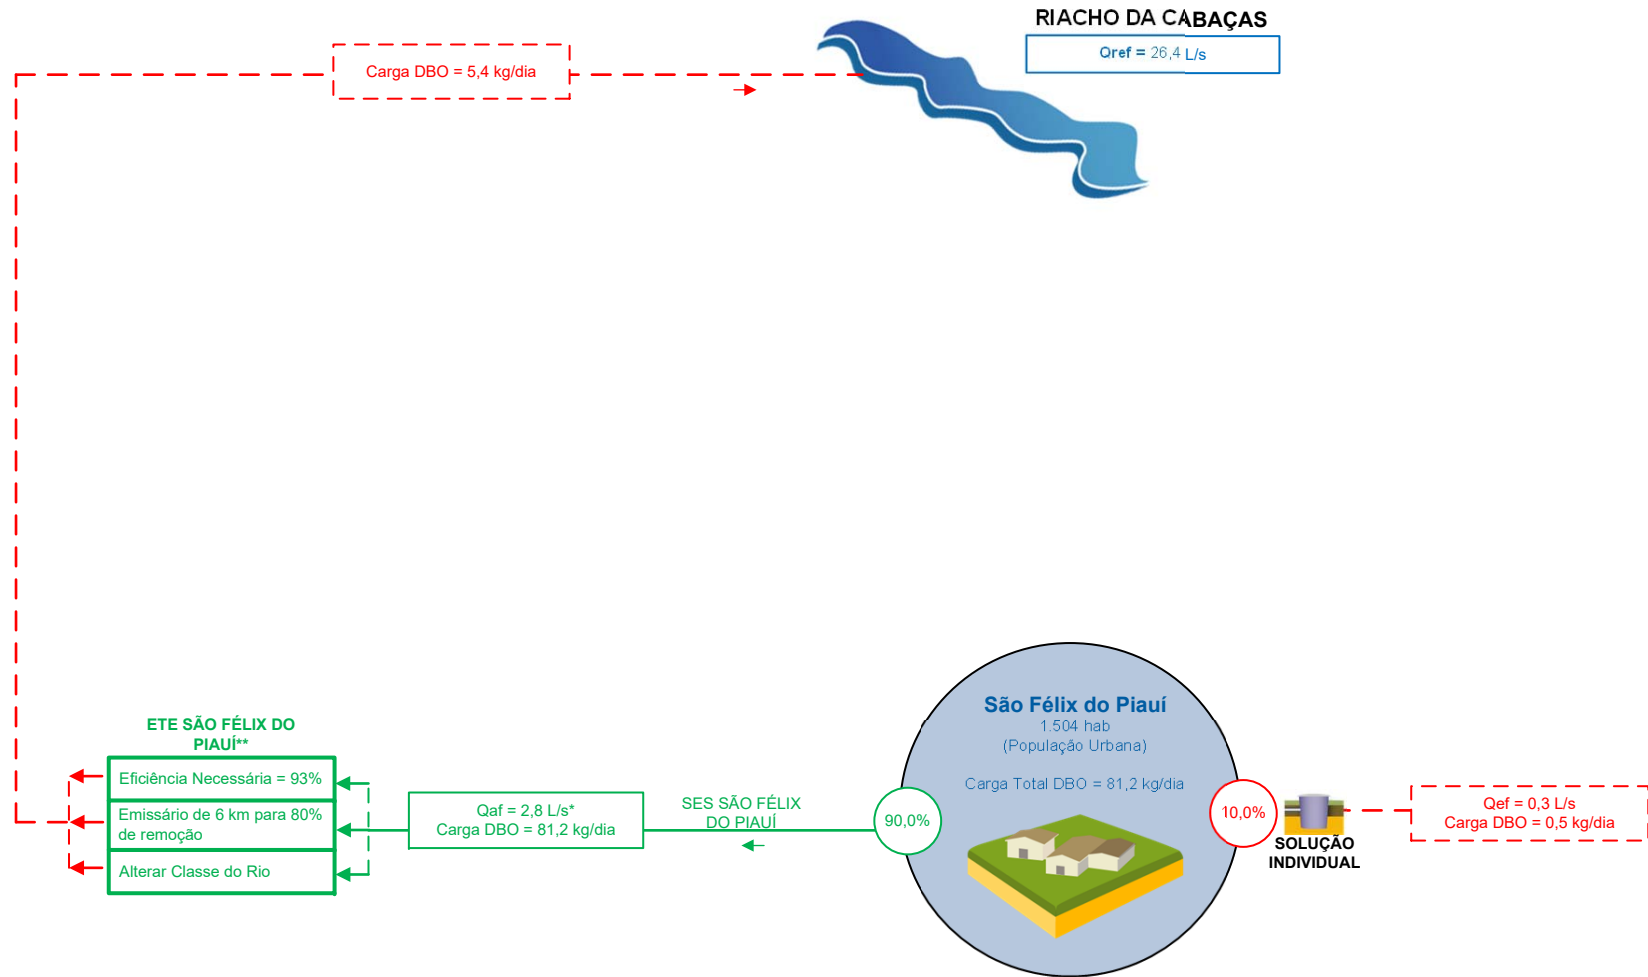 RIACHO DA CABAÇAS
Qref = 26,4 L/s
Carga DBO = 5,4 kg/dia
ETE SÃO FÉLIX DO
PIAUÍ**
Eficiência Necessária = 93%
Emissário de 6 km para 80%
de remoção
Alterar Classe do Rio
Qaf = 2,8 L/s*
Carga DBO = 81,2 kg/dia
SES SÃO FÉLIX
DO PIAUÍ
90,0%
São Félix do Piauí
1.504 hab
(População Urbana)
Carga Total DBO = 81,2 kg/dia
10,0%
SOLUÇÃO
INDIVIDUAL
Qef = 0,3 L/s
Carga DBO = 0,5 kg/dia